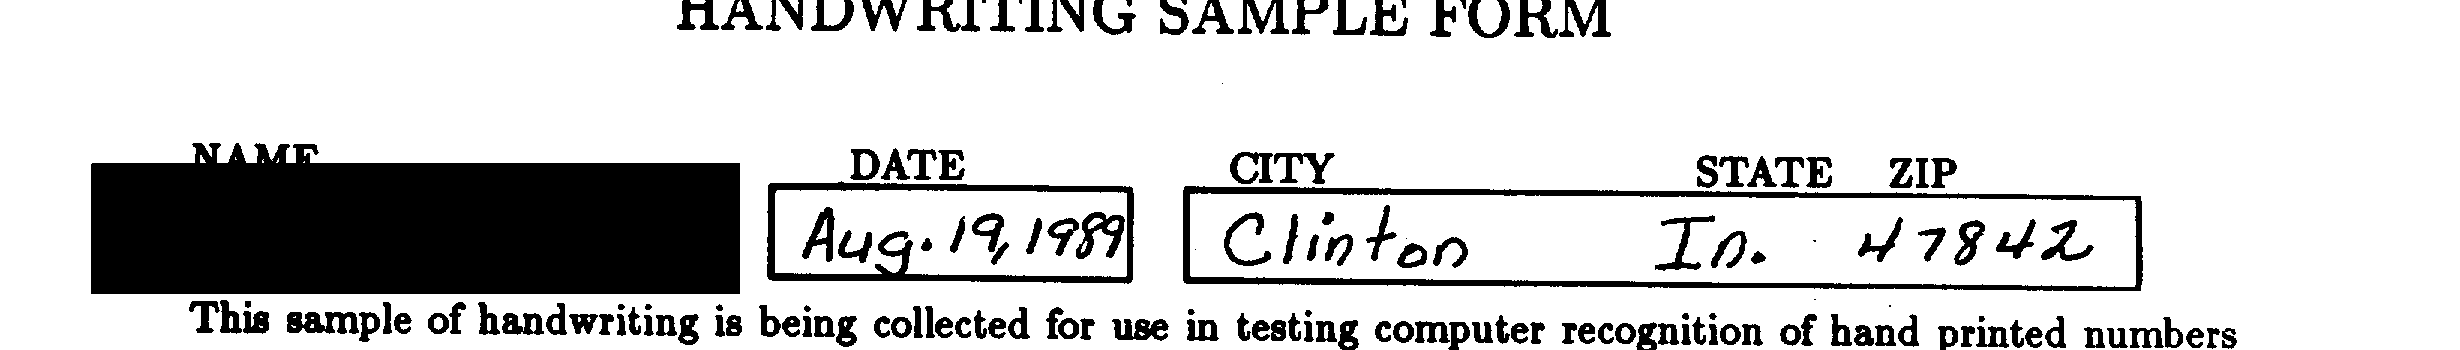 HANDWRITING SAMPLE FORM
NAME DATE CITY STATE ZIP
Aug. 19, 1989 Clinton In. 47842
This sample of handwriting is being collected for use in testing computer recognition of hand printed numbers